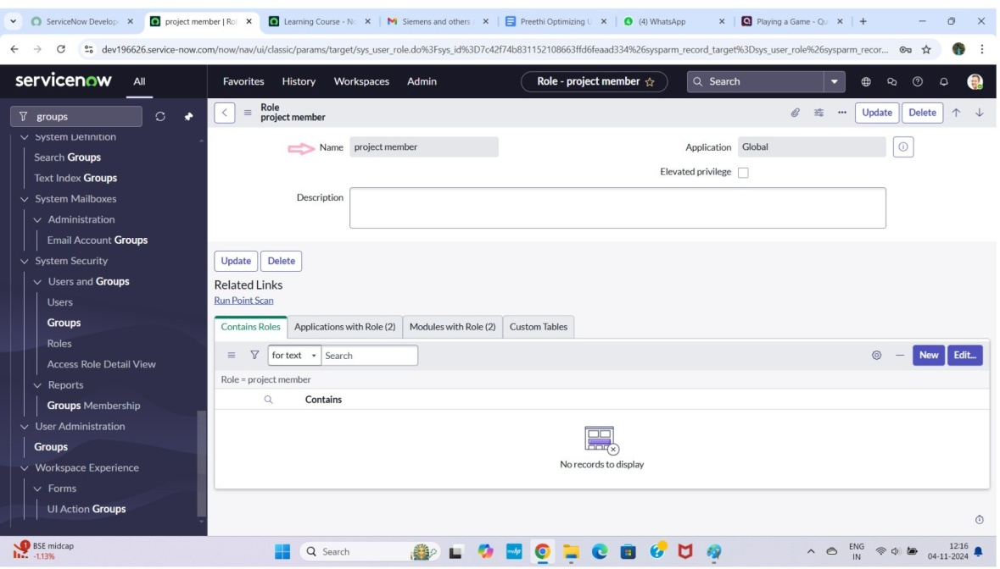 ServiceNow Develop
project member | Ro
Learning Course - No
Siemens and others
Preethi Optimizing U
(4) WhatsApp
Playing a Game - Qu
dev196626.service-now.com/now/nav/ui/classic/params/target/sys_user_role.do%3Fsys_id%3D7c42f74b831152108663ffd6feaad334%26sysparm_record_target%3Dsys_user_role%26sysparm_recor...
servicenow
All
Favorites
History
Workspaces
Admin
Role - project member
Search
groups
System Definition
Search Groups
Text Index Groups
System Mailboxes
Administration
Email Account Groups
System Security
Users and Groups
Users
Groups
Roles
Access Role Detail View
Reports
Groups Membership
User Administration
Groups
Workspace Experience
Forms
UI Action Groups
Role
project member
Update
Delete
Name
project member
Application
Global
Elevated privilege
Description
Update
Delete
Related Links
Run Point Scan
Contains Roles
Applications with Role (2)
Modules with Role (2)
Custom Tables
for text
Search
New
Edit...
Role = project member
Contains
No records to display
1
BSE midcap
-1.13%
Search
ENG
IN
12:16
04-11-2024